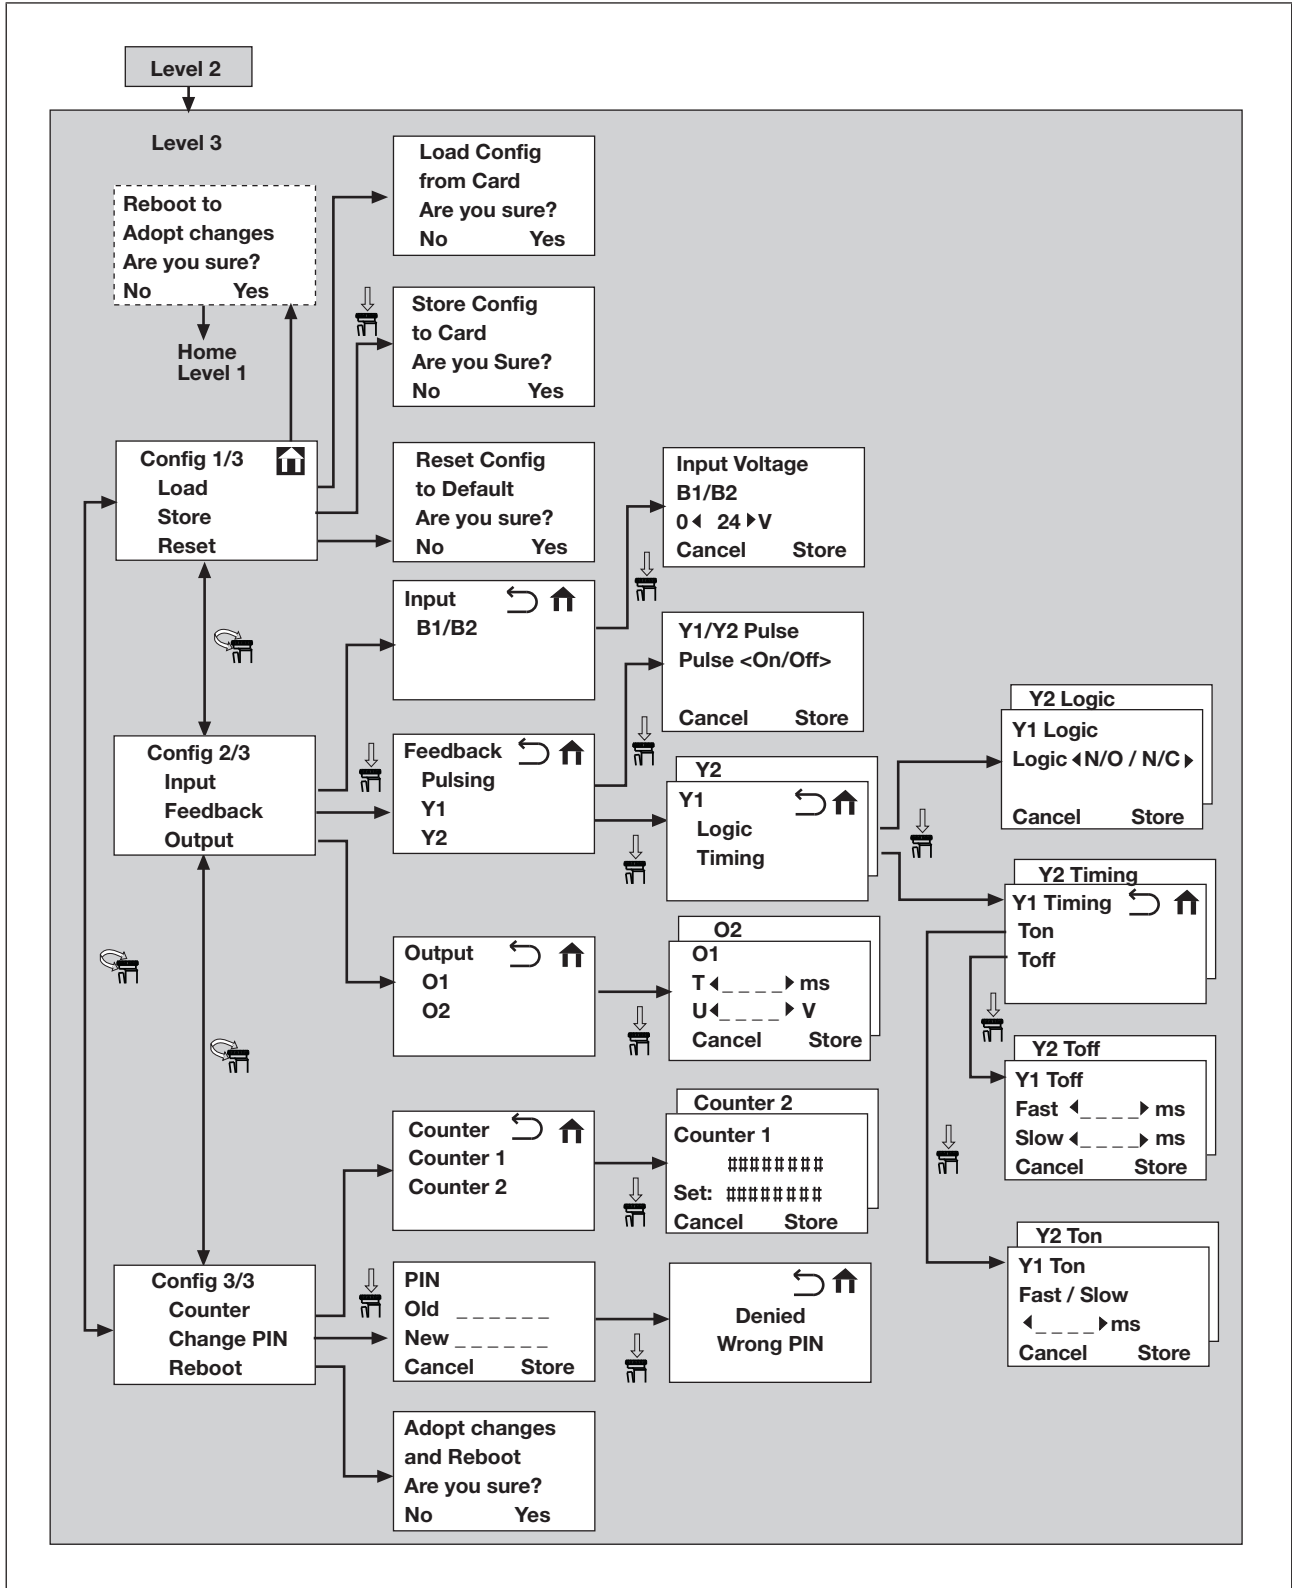 Level 2
Level 3
Reboot to
Adopt changes
Are you sure?
No Yes
Home
Level 1
Load Config
from Card
Are you sure?
No Yes
Store Config
to Card
Are you Sure?
No Yes
Config 1/3
Load
Store
Reset
Reset Config
to Default
Are you sure?
No Yes
Input Voltage
B1/B2
0 24 V
Cancel Store
Input
B1/B2
Y1/Y2 Pulse
Pulse <On/Off>
Cancel Store
Config 2/3
Input
Feedback
Output
Feedback
Pulsing
Y1
Y2
Y2
Y1
Logic
Timing
Y2 Logic
Y1 Logic
Logic N/O / N/C
Cancel Store
Y2 Timing
Y1 Timing
Ton
Toff
Output
O1
O2
O2
O1
T _ _ _ _ ms
U _ _ _ _ V
Cancel Store
Y2 Toff
Y1 Toff
Fast _ _ _ _ ms
Slow _ _ _ _ ms
Cancel Store
Counter
Counter 1
Counter 2
Counter 2
Counter 1
########
Set: ########
Cancel Store
Y2 Ton
Y1 Ton
Fast / Slow
_ _ _ _ ms
Cancel Store
Config 3/3
Counter
Change PIN
Reboot
PIN
Old _ _ _ _ _ _
New _ _ _ _ _ _
Cancel Store
Denied
Wrong PIN
Adopt changes
and Reboot
Are you sure?
No Yes